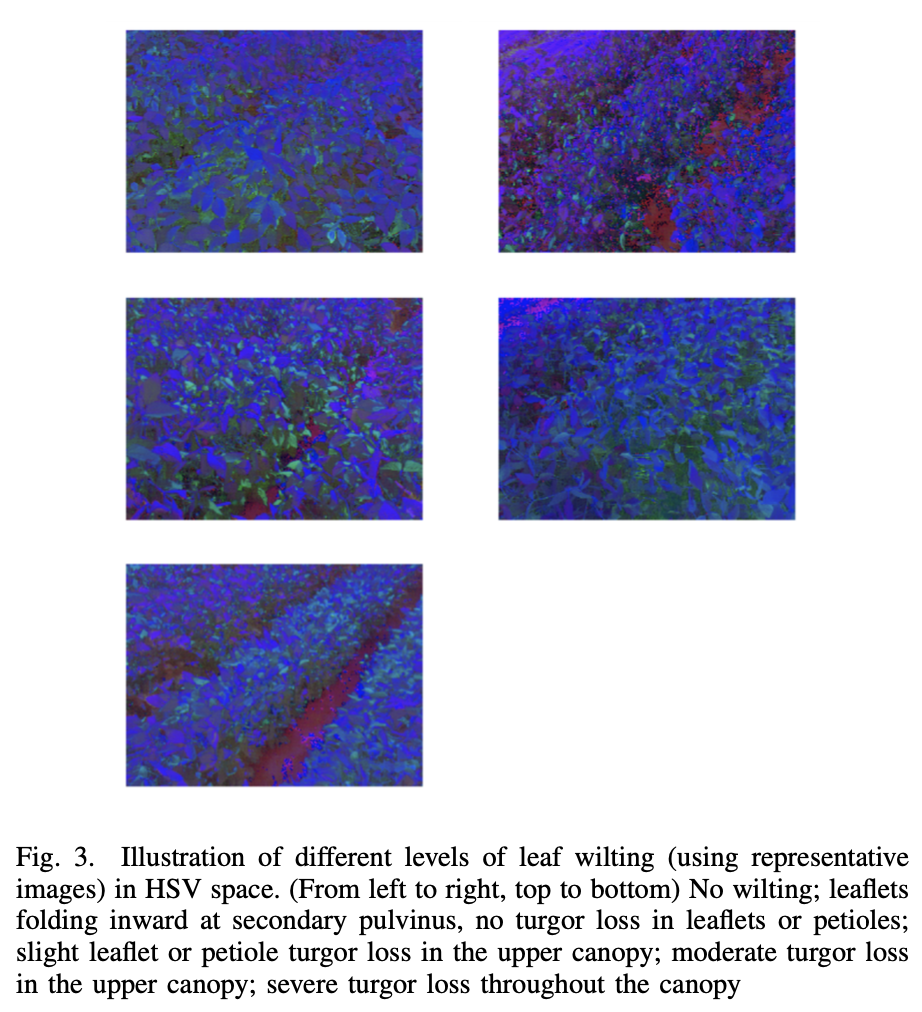 Fig. 3. Illustration of different levels of leaf wilting (using representative
images) in HSV space. (From left to right, top to bottom) No wilting; leaflets
folding inward at secondary pulvinus, no turgor loss in leaflets or petioles;
slight leaflet or petiole turgor loss in the upper canopy; moderate turgor loss
in the upper canopy; severe turgor loss throughout the canopy